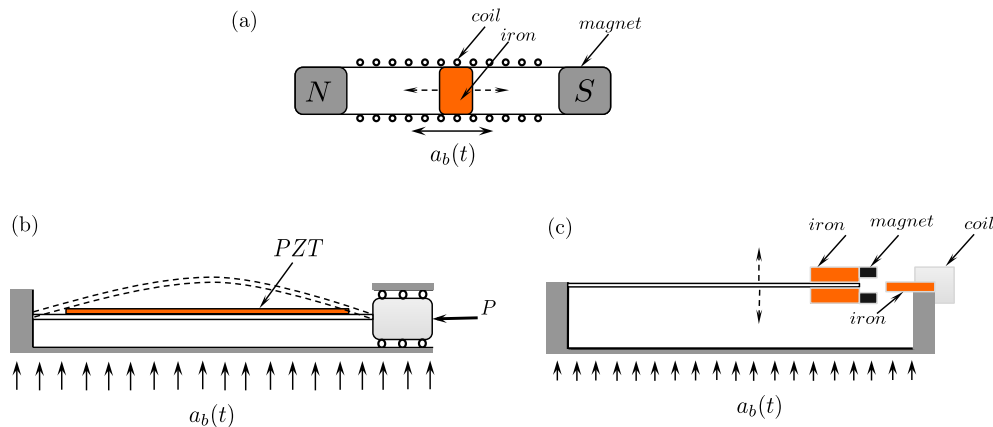 (a)
coil
iron
magnet
N
S
a_b(t)
(b)
PZT
P
a_b(t)
(c)
iron
magnet
coil
iron
a_b(t)